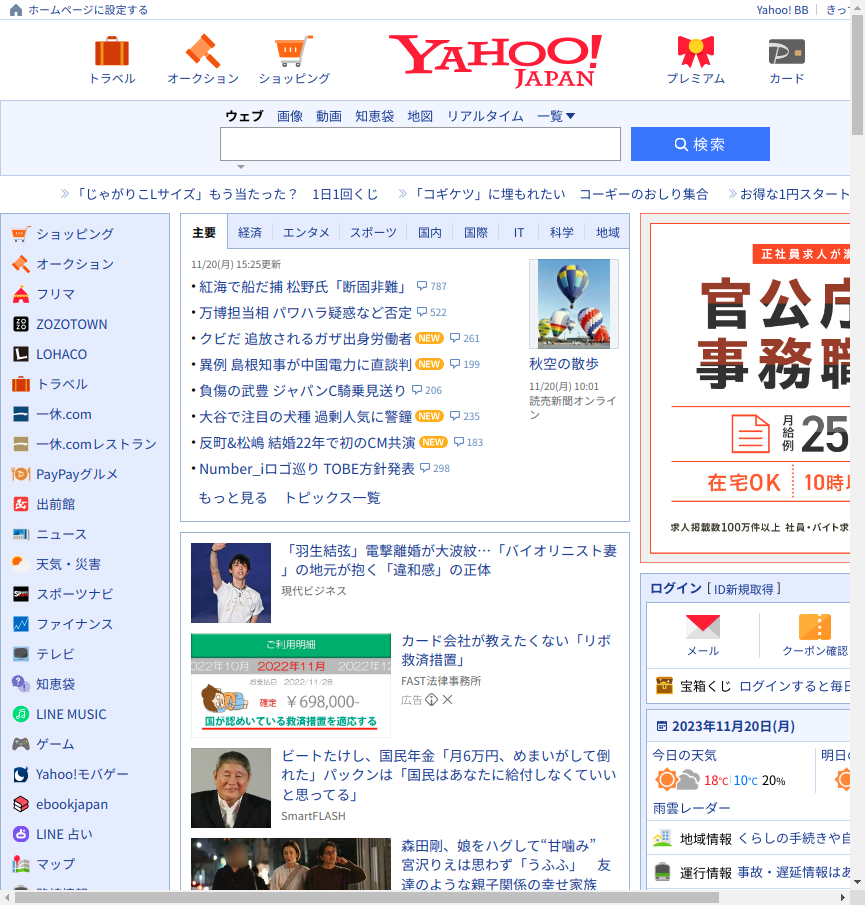 ホームページに設定する
Yahoo! BB
きっ
トラベル
オークション
ショッピング
YAHOO!
JAPAN
プレミアム
カード
ウェブ 画像 動画 知恵袋 地図 リアルタイム 一覧
検索
「じゃがりこLサイズ」もう当たった？ 1日1回くじ
「コギケツ」に埋もれたい コーギーのおしり集合
お得な1円スタート
ショッピング
オークション
フリマ
ZOZOTOWN
LOHACO
トラベル
一休.com
一休.comレストラン
PayPayグルメ
出前館
ニュース
天気・災害
スポーツナビ
ファイナンス
テレビ
知恵袋
LINE MUSIC
ゲーム
Yahoo!モバゲー
ebookjapan
LINE 占い
マップ
主要 経済 エンタメ スポーツ 国内 国際 IT 科学 地域
11/20(月) 15:25更新
紅海で船だ捕 松野氏「断固非難」 787
万博担当相 パワハラ疑惑など否定 522
クビだ 追放されるガザ出身労働者 NEW 261
異例 島根知事が中国電力に直談判 NEW 199
負傷の武豊 ジャパンC騎乗見送り 206
大谷で注目の犬種 過剰人気に警鐘 NEW 235
反町&松嶋 結婚22年で初のCM共演 NEW 183
Number_iロゴ巡り TOBE方針発表 298
もっと見る トピックス一覧
秋空の散歩
11/20(月) 10:01
読売新聞オンライ
ン
「羽生結弦」電撃離婚が大波紋…「バイオリニスト妻
」の地元が抱く「違和感」の正体
現代ビジネス
ご利用明細
022年10月 2022年11月 2022年12
お支払日 2022/11/28
確定 ￥698,000-
国が認めいている救済措置を適応する
カード会社が教えたくない「リボ
救済措置」
FAST法律事務所
広告
ビートたけし、国民年金「月6万円、めまいがして倒
れた」パックンは「国民はあなたに給付しなくていい
と思ってる」
SmartFLASH
森田剛、娘をハグして“甘噛み”
宮沢りえは思わず「うふふ」 友
達のような親子関係の幸せ家族
正社員求人が満
官公庁
事務職
月給例 25
在宅OK 10時
求人掲載数100万件以上 社員・バイト求
ログイン [ ID新規取得 ]
メール
クーポン確認
宝箱くじ ログインすると毎日
2023年11月20日(月)
今日の天気
明日の
18℃ 10℃ 20%
雨雲レーダー
地域情報 くらしの手続きや自
運行情報 事故・遅延情報はあ